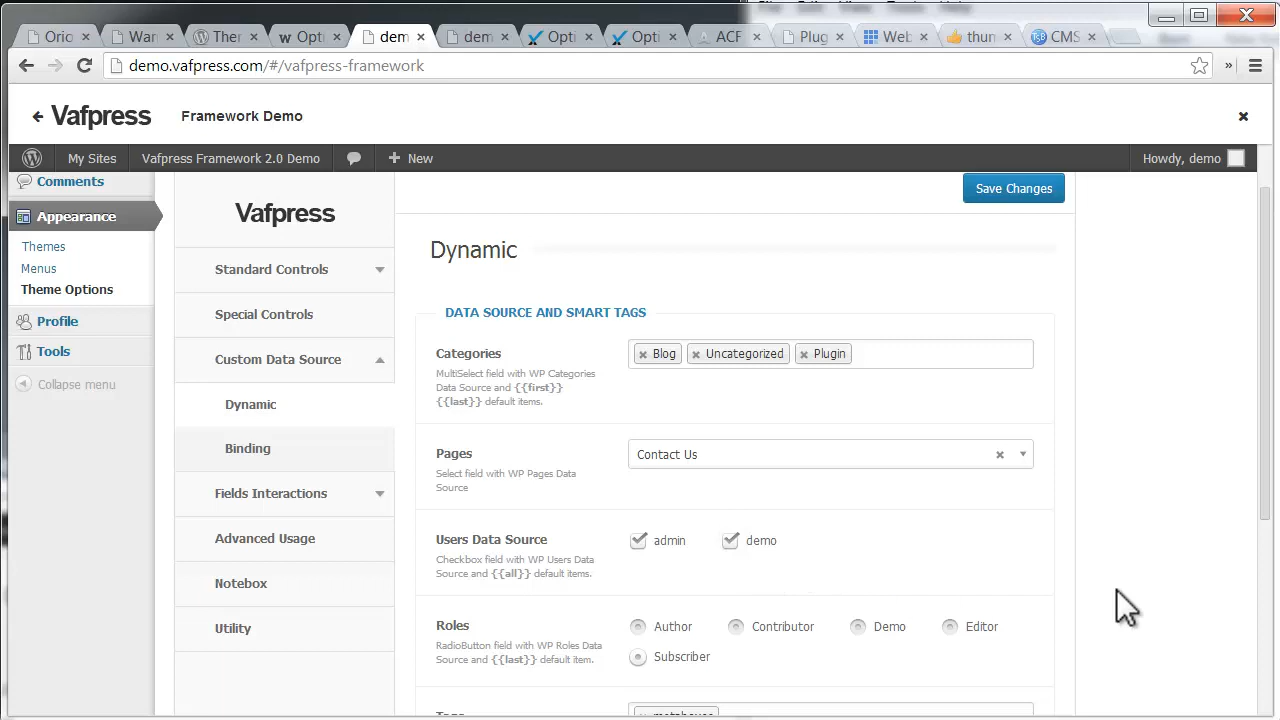 Orio
Wan
Ther
Opti
dem
dem
Opti
Opti
ACF
Plug
Web
thun
CMS
demo.vafpress.com/#/vafpress-framework
Vafpress Framework Demo
My Sites Vafpress Framework 2.0 Demo New Howdy, demo
Comments
Appearance
Themes
Menus
Theme Options
Profile
Tools
Collapse menu
Vafpress
Standard Controls
Special Controls
Custom Data Source
Dynamic
Binding
Fields Interactions
Advanced Usage
Notebox
Utility
Save Changes
Dynamic
DATA SOURCE AND SMART TAGS
Categories
MultiSelect field with WP Categories
Data Source and {{first}}
{{last}} default items.
Blog Uncategorized Plugin
Pages
Select field with WP Pages Data
Source
Contact Us
Users Data Source
Checkbox field with WP Users Data
Source and {{all}} default items.
admin demo
Roles
RadioButton field with WP Roles Data
Source and {{last}} default item.
Author Contributor Demo Editor
Subscriber